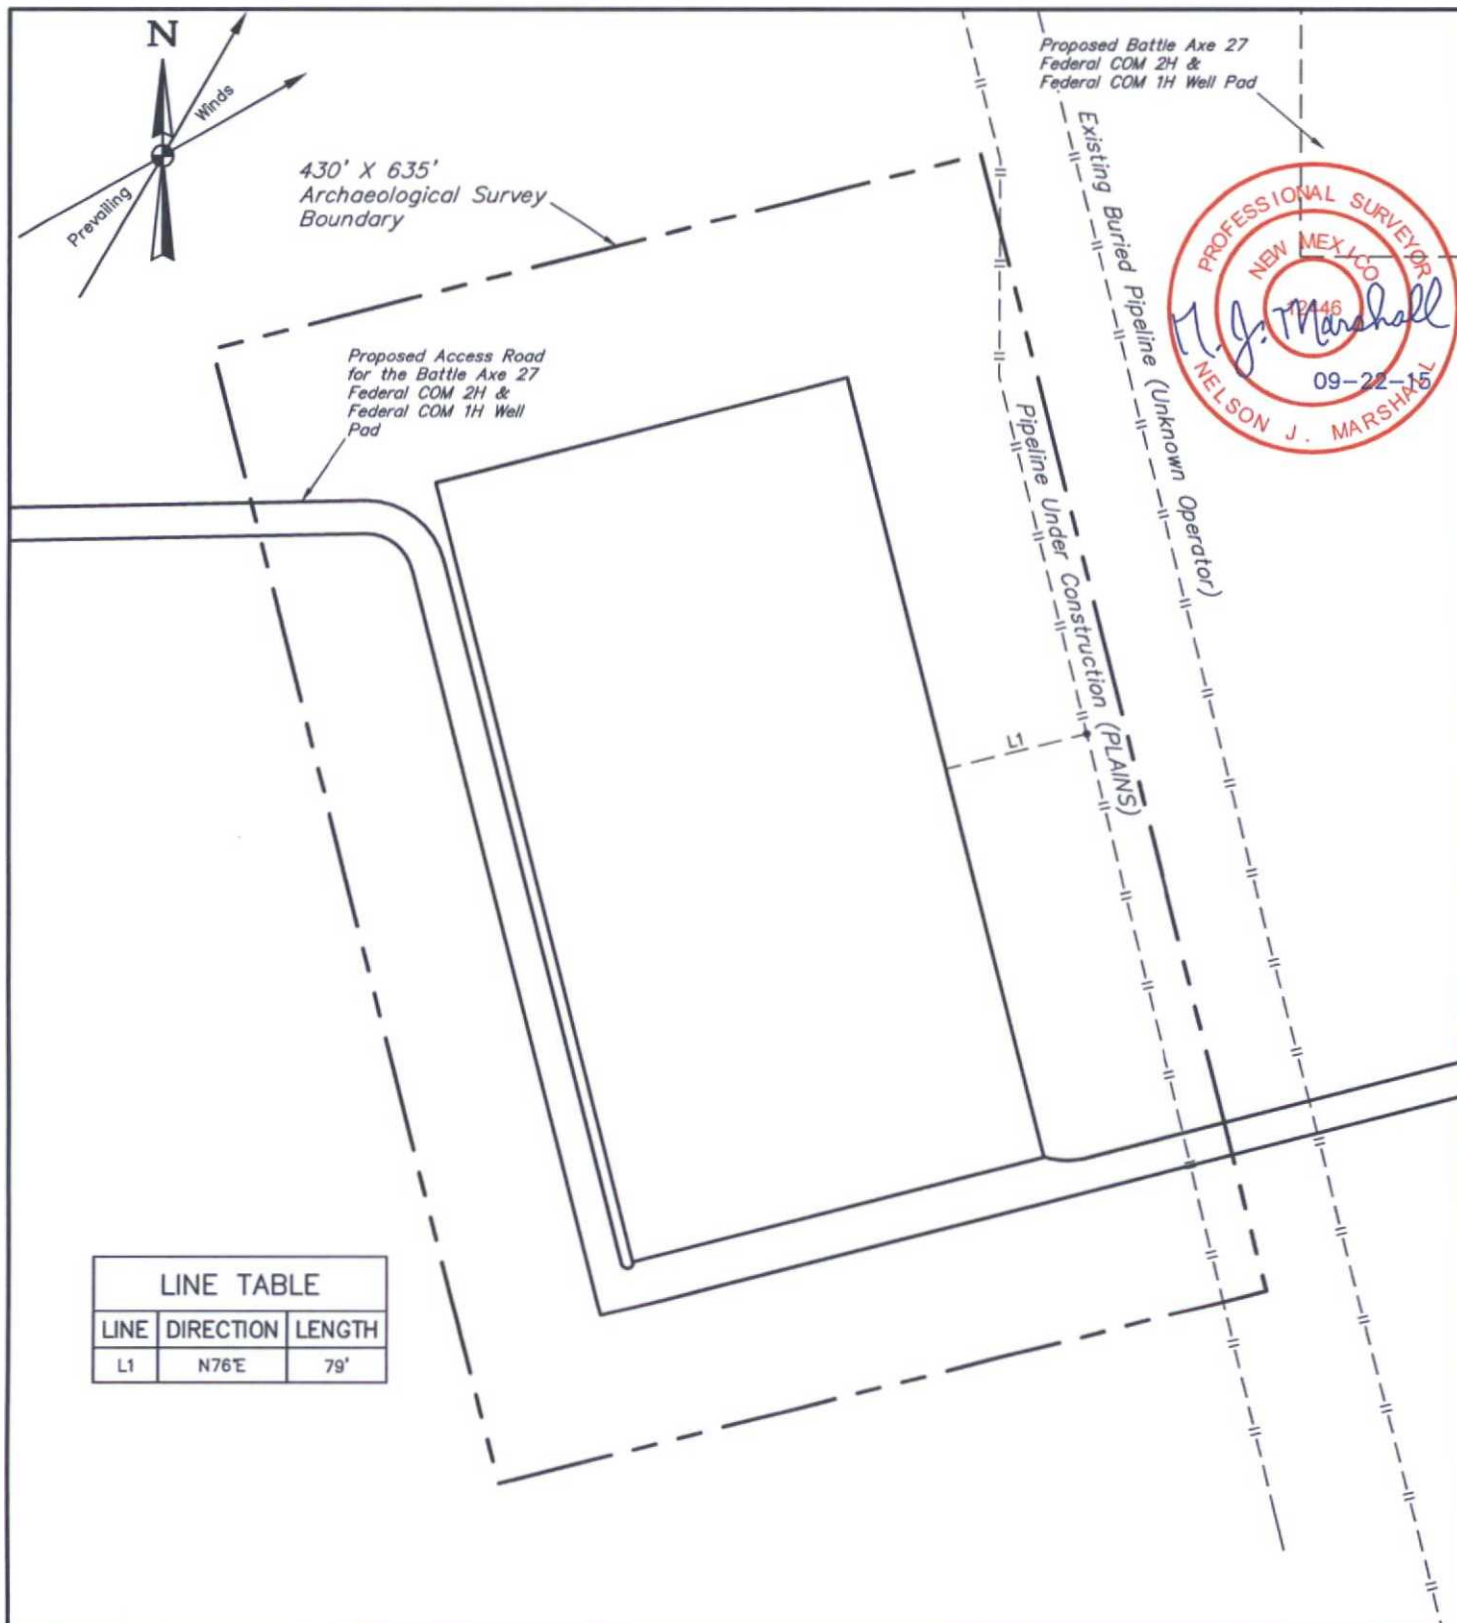 N
Winds
Prevailing
430' X 635'
Archaeological Survey
Boundary
Proposed Battle Axe 27
Federal COM 2H &
Federal COM 1H Well Pad
PROFESSIONAL SURVEYOR
NEW MEXICO
12446
N. J. Marshall
09-22-15
NELSON J. MARSHALL
Existing Buried Pipeline (Unknown Operator)
Proposed Access Road
for the Battle Axe 27
Federal COM 2H &
Federal COM 1H Well
Pad
Pipeline Under Construction (PLAINS)
L1
LINE TABLE
LINE DIRECTION LENGTH
L1 N76°E 79'